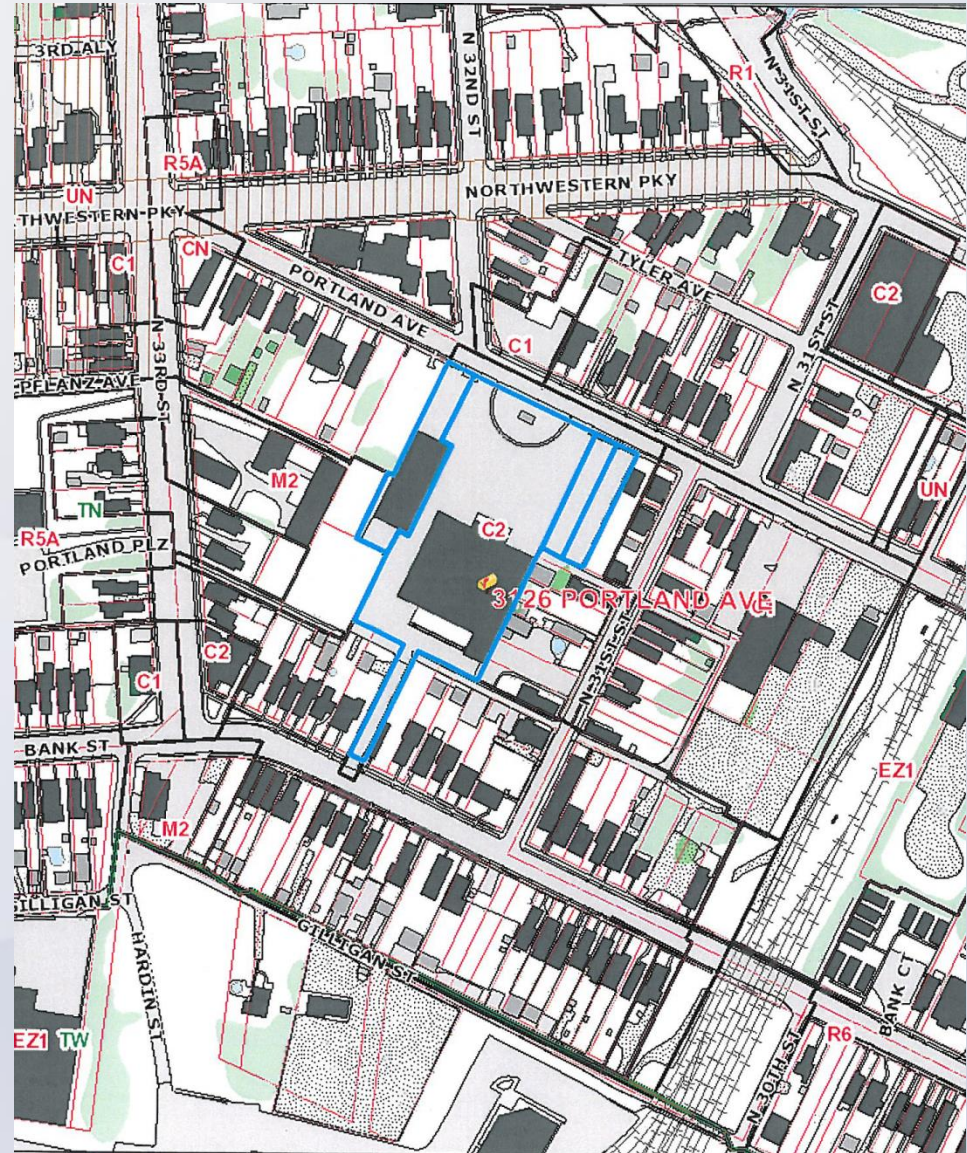 3RD ALY
N 32ND ST
R1
N 31ST ST
R5A
UN
NORTHWESTERN PKY
THWESTERN PKY
CN
C1
PORTLAND AVE
TYLER AVE
C2
N 33RD ST
C1
N 31ST ST
PFLANZ AVE
M2
UN
TN
R5A
PORTLAND PLZ
C2
3126 PORTLAND AVE
N 31ST ST
C2
C1
BANK ST
EZ1
M2
GILLIGAN ST
HARDIN ST
BANK CT
EZ1
TW
R6
N 30TH ST